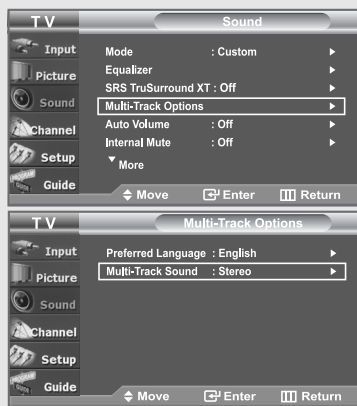 TV Sound
Input
Mode : Custom ►
Picture
Equalizer ►
SRS TruSurround XT : Off ►
Sound
Multi-Track Options ►
Channel
Auto Volume : Off ►
Internal Mute : Off ►
Setup
▼ More
Guide
Move Enter Return
TV Multi-Track Options
Input
Preferred Language : English ►
Picture
Multi-Track Sound : Stereo ►
Sound
Channel
Setup
Guide
Move Enter Return